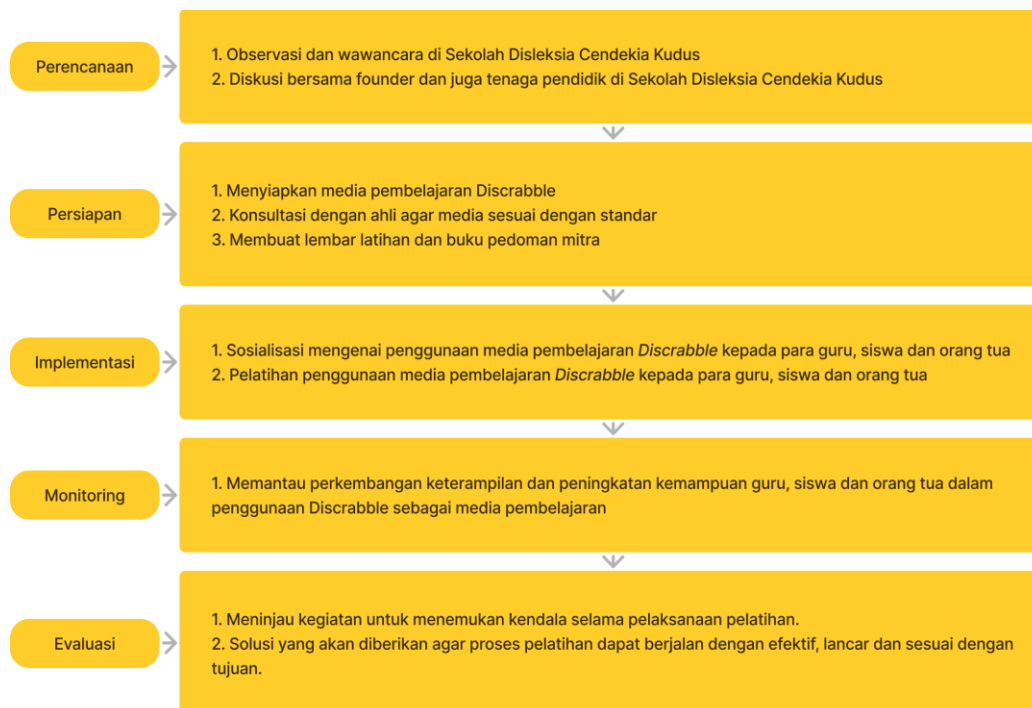 Perencanaan
1. Observasi dan wawancara di Sekolah Disleksia Cendekia Kudus
2. Diskusi bersama founder dan juga tenaga pendidik di Sekolah Disleksia Cendekia Kudus
Persiapan
1. Menyiapkan media pembelajaran Discrabble
2. Konsultasi dengan ahli agar media sesuai dengan standar
3. Membuat lembar latihan dan buku pedoman mitra
Implementasi
1. Sosialisasi mengenai penggunaan media pembelajaran Discrabble kepada para guru, siswa dan orang tua
2. Pelatihan penggunaan media pembelajaran Discrabble kepada para guru, siswa dan orang tua
Monitoring
1. Memantau perkembangan keterampilan dan peningkatan kemampuan guru, siswa dan orang tua dalam
penggunaan Discrabble sebagai media pembelajaran
Evaluasi
1. Meninjau kegiatan untuk menemukan kendala selama pelaksanaan pelatihan.
2. Solusi yang akan diberikan agar proses pelatihan dapat berjalan dengan efektif, lancar dan sesuai dengan
tujuan.